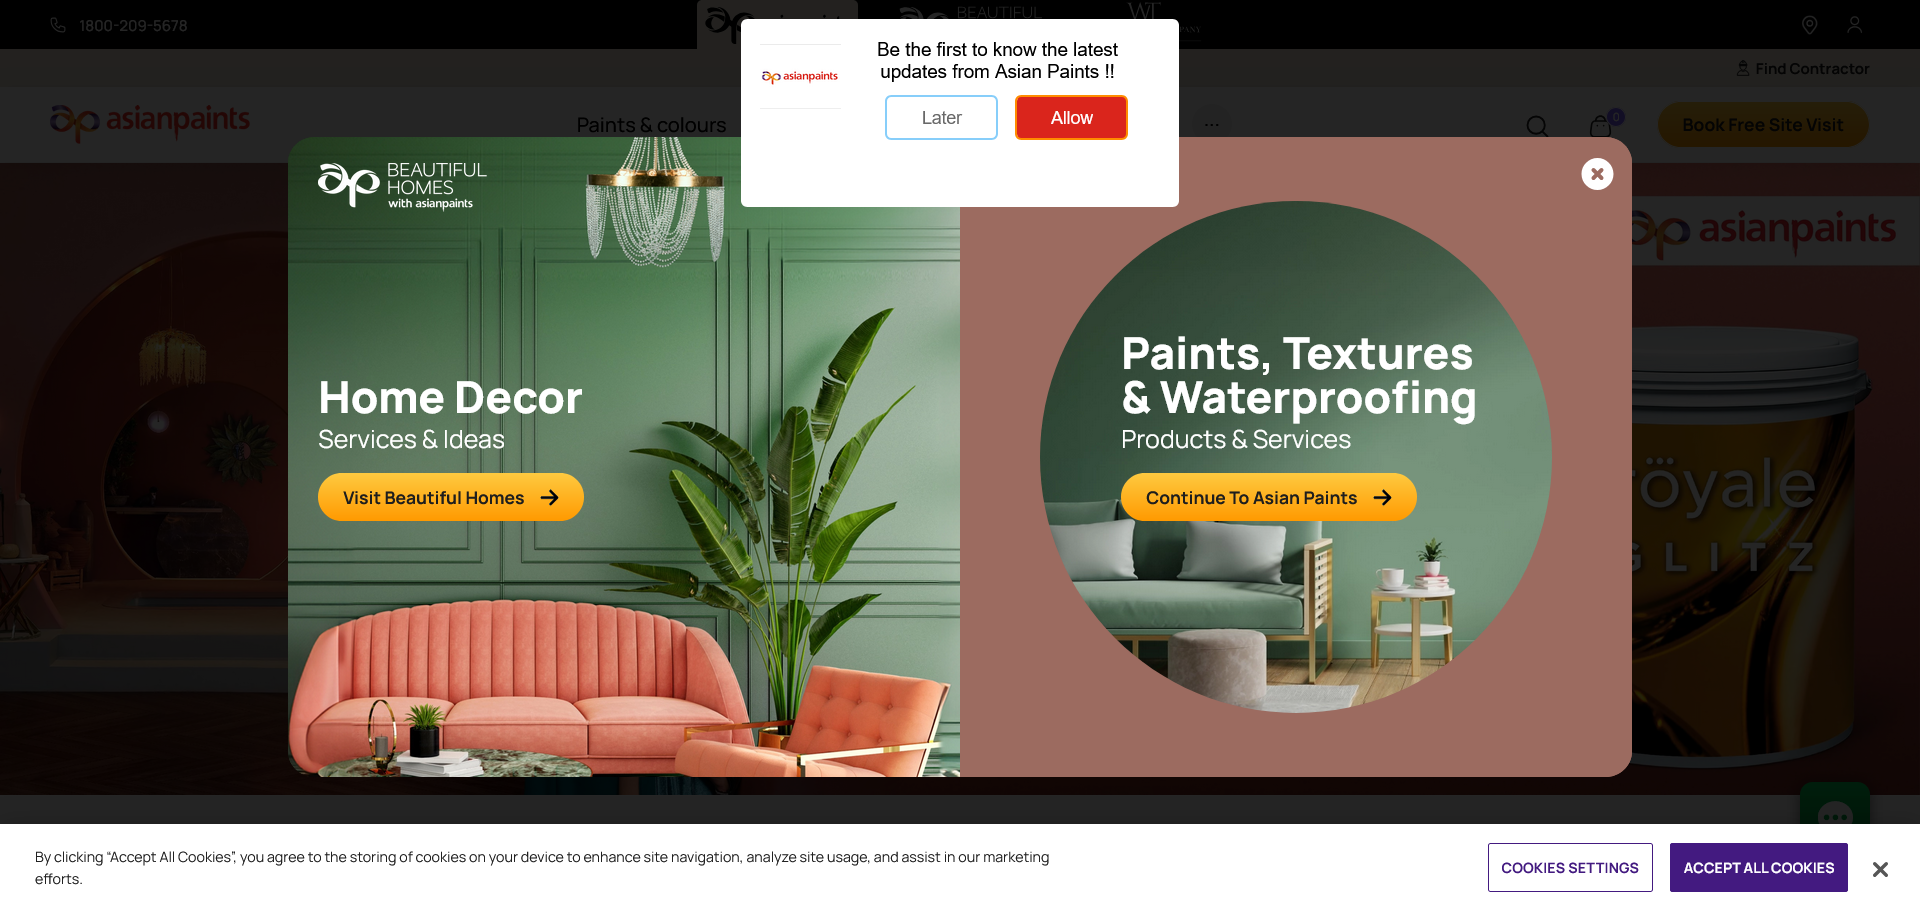 1800-209-5678
BEAUTIFUL
WT
Find Contractor
asianpaints
Paints & colours
...
0
Book Free Site Visit
asianpaints
Be the first to know the latest
updates from Asian Paints !!
Later
Allow
BEAUTIFUL
HOMES
with asianpaints
Home Decor
Services & Ideas
Visit Beautiful Homes
Paints, Textures
& Waterproofing
Products & Services
Continue To Asian Paints
asianpaints
röyale
GLITZ
By clicking “Accept All Cookies”, you agree to the storing of cookies on your device to enhance site navigation, analyze site usage, and assist in our marketing
efforts.
COOKIES SETTINGS
ACCEPT ALL COOKIES